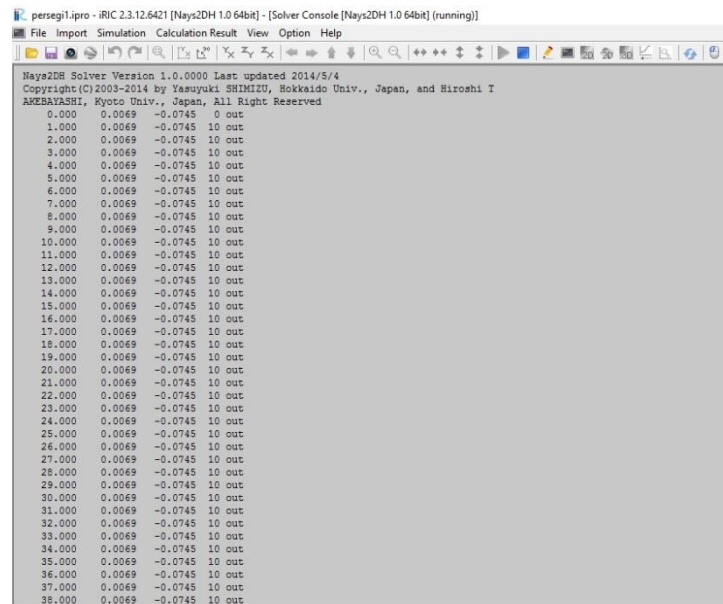 persegi1.ipro - iRIC 2.3.12.6421 [Nays2DH 1.0 64bit] - [Solver Console [Nays2DH 1.0 64bit] (running)]
File Import Simulation Calculation Result View Option Help
Nays2DH Solver Version 1.0.0000 Last updated 2014/5/4
Copyright(C)2003-2014 by Yasuyuki SHIMIZU, Hokkaido Univ., Japan, and Hiroshi T
AKEBAYASHI, Kyoto Univ., Japan, All Right Reserved
0.000 0.0069 -0.0745 0 out
1.000 0.0069 -0.0745 10 out
2.000 0.0069 -0.0745 10 out
3.000 0.0069 -0.0745 10 out
4.000 0.0069 -0.0745 10 out
5.000 0.0069 -0.0745 10 out
6.000 0.0069 -0.0745 10 out
7.000 0.0069 -0.0745 10 out
8.000 0.0069 -0.0745 10 out
9.000 0.0069 -0.0745 10 out
10.000 0.0069 -0.0745 10 out
11.000 0.0069 -0.0745 10 out
12.000 0.0069 -0.0745 10 out
13.000 0.0069 -0.0745 10 out
14.000 0.0069 -0.0745 10 out
15.000 0.0069 -0.0745 10 out
16.000 0.0069 -0.0745 10 out
17.000 0.0069 -0.0745 10 out
18.000 0.0069 -0.0745 10 out
19.000 0.0069 -0.0745 10 out
20.000 0.0069 -0.0745 10 out
21.000 0.0069 -0.0745 10 out
22.000 0.0069 -0.0745 10 out
23.000 0.0069 -0.0745 10 out
24.000 0.0069 -0.0745 10 out
25.000 0.0069 -0.0745 10 out
26.000 0.0069 -0.0745 10 out
27.000 0.0069 -0.0745 10 out
28.000 0.0069 -0.0745 10 out
29.000 0.0069 -0.0745 10 out
30.000 0.0069 -0.0745 10 out
31.000 0.0069 -0.0745 10 out
32.000 0.0069 -0.0745 10 out
33.000 0.0069 -0.0745 10 out
34.000 0.0069 -0.0745 10 out
35.000 0.0069 -0.0745 10 out
36.000 0.0069 -0.0745 10 out
37.000 0.0069 -0.0745 10 out
38.000 0.0069 -0.0745 10 out